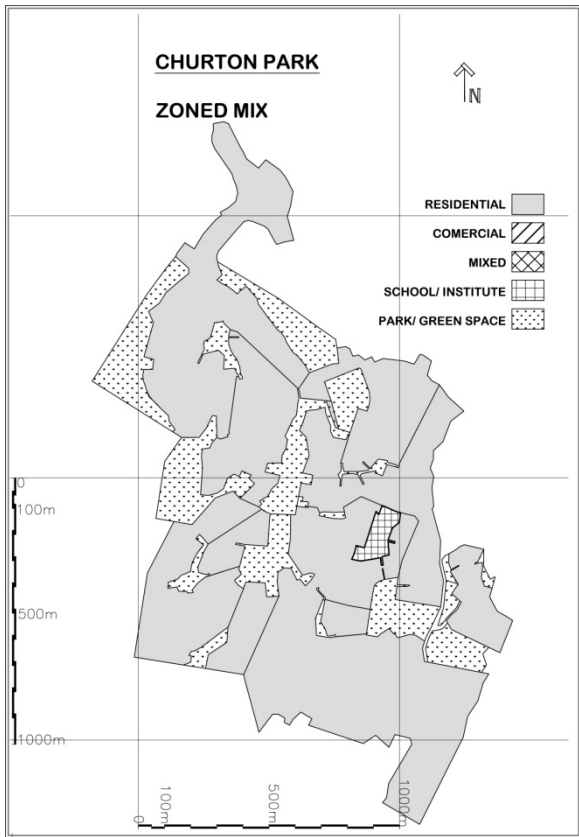 CHURTON PARK
ZONED MIX
N
RESIDENTIAL
COMERCIAL
MIXED
SCHOOL/ INSTITUTE
PARK/ GREEN SPACE
0
100m
500m
1000m
0
100m
500m
1000m